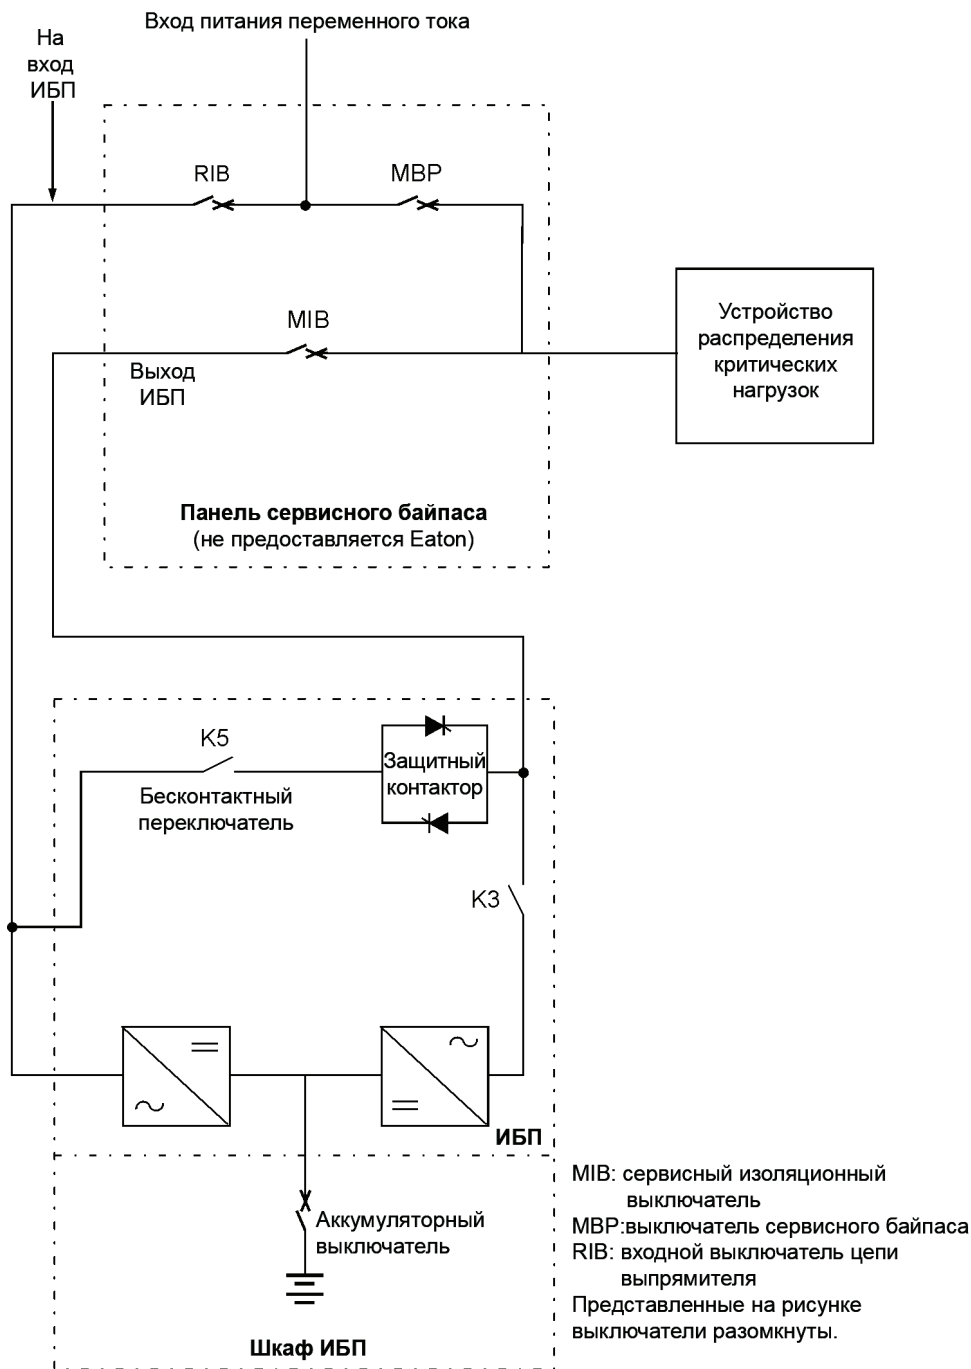 Вход питания переменного тока
На
вход
ИБП
RIB
MBP
MIB
Выход
ИБП
Устройство
распределения
критических
нагрузок
Панель сервисного байпаса
(не предоставляется Eaton)
K5
Бесконтактный
переключатель
Защитный
контактор
K3
ИБП
Аккумуляторный
выключатель
Шкаф ИБП
MIB: сервисный изоляционный
выключатель
MBP:выключатель сервисного байпаса
RIB: входной выключатель цепи
выпрямителя
Представленные на рисунке
выключатели разомкнуты.